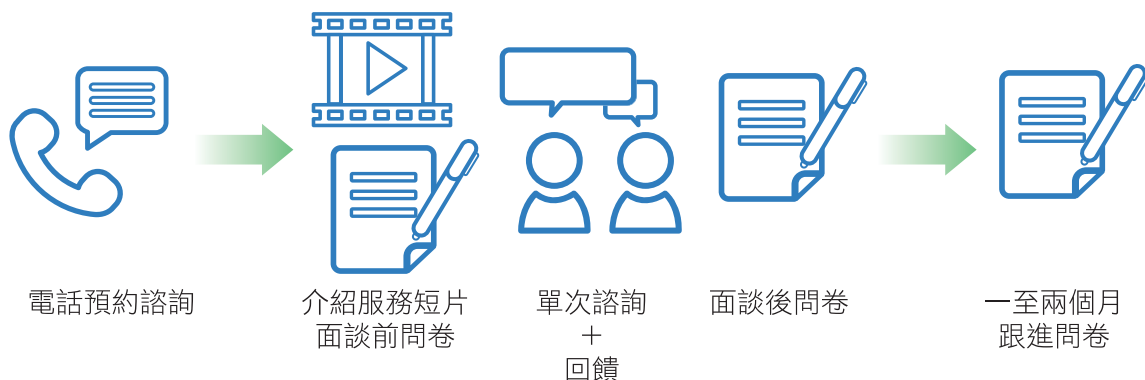 電話預約諮詢
介紹服務短片
面談前問卷
單次諮詢
+
回饋
面談後問卷
一至兩個月
跟進問卷